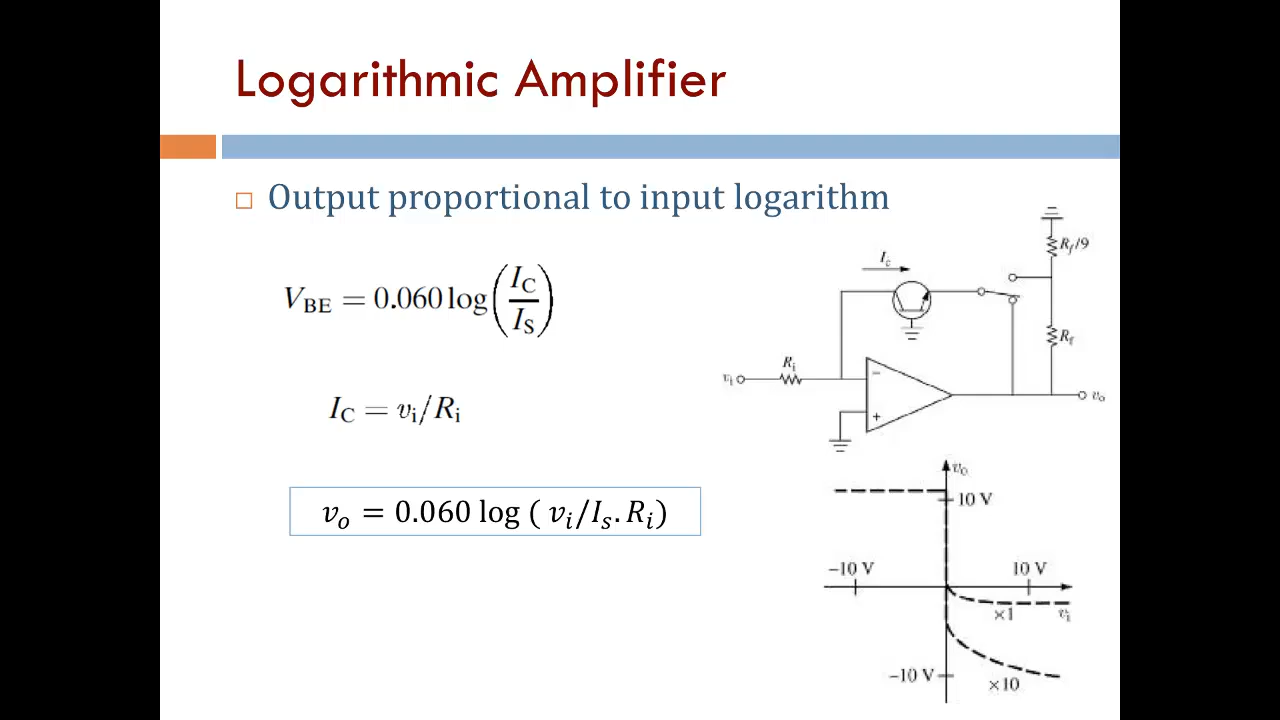 Logarithmic Amplifier
Output proportional to input logarithm
V_BE = 0.060 log(I_C/I_S)
I_C = v_i/R_i
v_o = 0.060 log ( v_i/I_s.R_i)
R_f/9
I_c
R_f
R_i
v_i
−
+
v_o
v_o
10 V
−10 V
10 V
×1
v_i
−10 V
×10